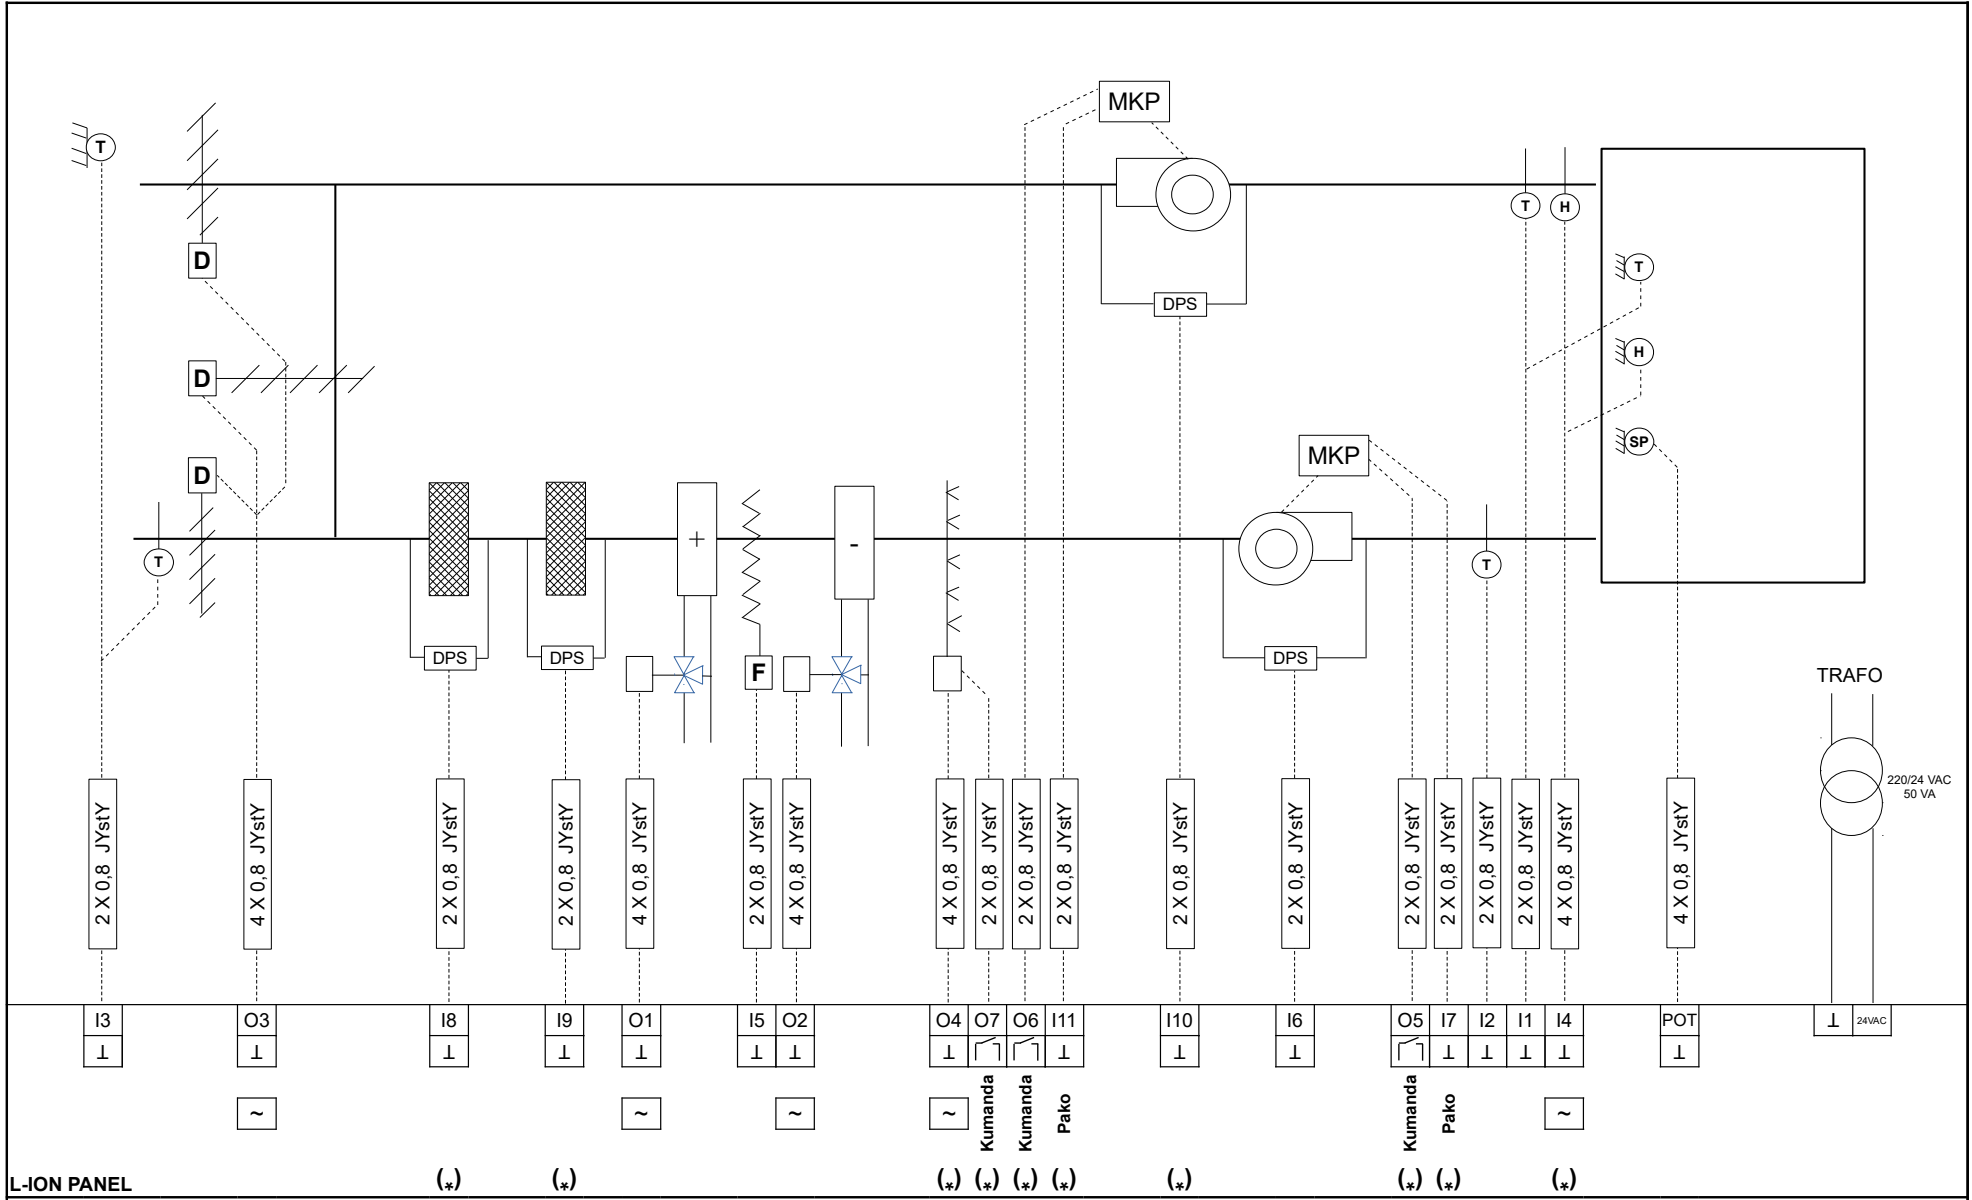 MKP
T
T
H
D
T
DPS
H
D
SP
MKP
D
+
-
T
T
DPS
DPS
F
DPS
TRAFO
220/24 VAC
50 VA
2 X 0,8 JYstY
4 X 0,8 JYstY
2 X 0,8 JYstY
2 X 0,8 JYstY
4 X 0,8 JYstY
2 X 0,8 JYstY
4 X 0,8 JYstY
4 X 0,8 JYstY
2 X 0,8 JYstY
2 X 0,8 JYstY
2 X 0,8 JYstY
2 X 0,8 JYstY
2 X 0,8 JYstY
2 X 0,8 JYstY
2 X 0,8 JYstY
2 X 0,8 JYstY
2 X 0,8 JYstY
4 X 0,8 JYstY
4 X 0,8 JYstY
I3 O3 I8 I9 O1 I5 O2 O4 O7 O6 I11 I10 I6 O5 I7 I2 I1 I4 POT ⊥ 24VAC
⊥ ⊥ ⊥ ⊥ ⊥ ⊥ ⊥ ⊥ ⊥ ⊥ ⊥ ⊥ ⊥ ⊥ ⊥ ⊥
~ ~ ~ ~ ~
Kumanda
Kumanda
Pako
Kumanda
Pako
L-ION PANEL (*) (*) (*) (*) (*) (*) (*) (*) (*) (*)